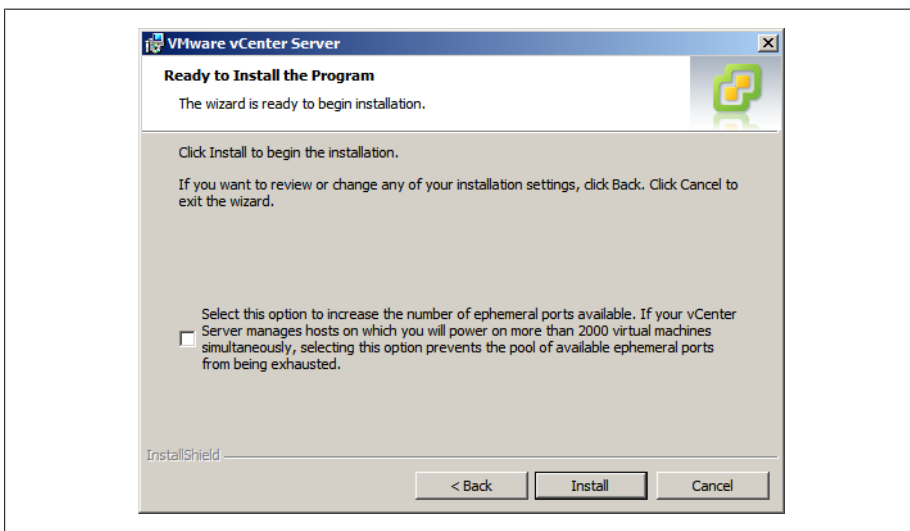 VMware vCenter Server
Ready to Install the Program
The wizard is ready to begin installation.
Click Install to begin the installation.
If you want to review or change any of your installation settings, click Back. Click Cancel to
exit the wizard.
Select this option to increase the number of ephemeral ports available. If your vCenter
Server manages hosts on which you will power on more than 2000 virtual machines
simultaneously, selecting this option prevents the pool of available ephemeral ports
from being exhausted.
InstallShield
< Back Install Cancel